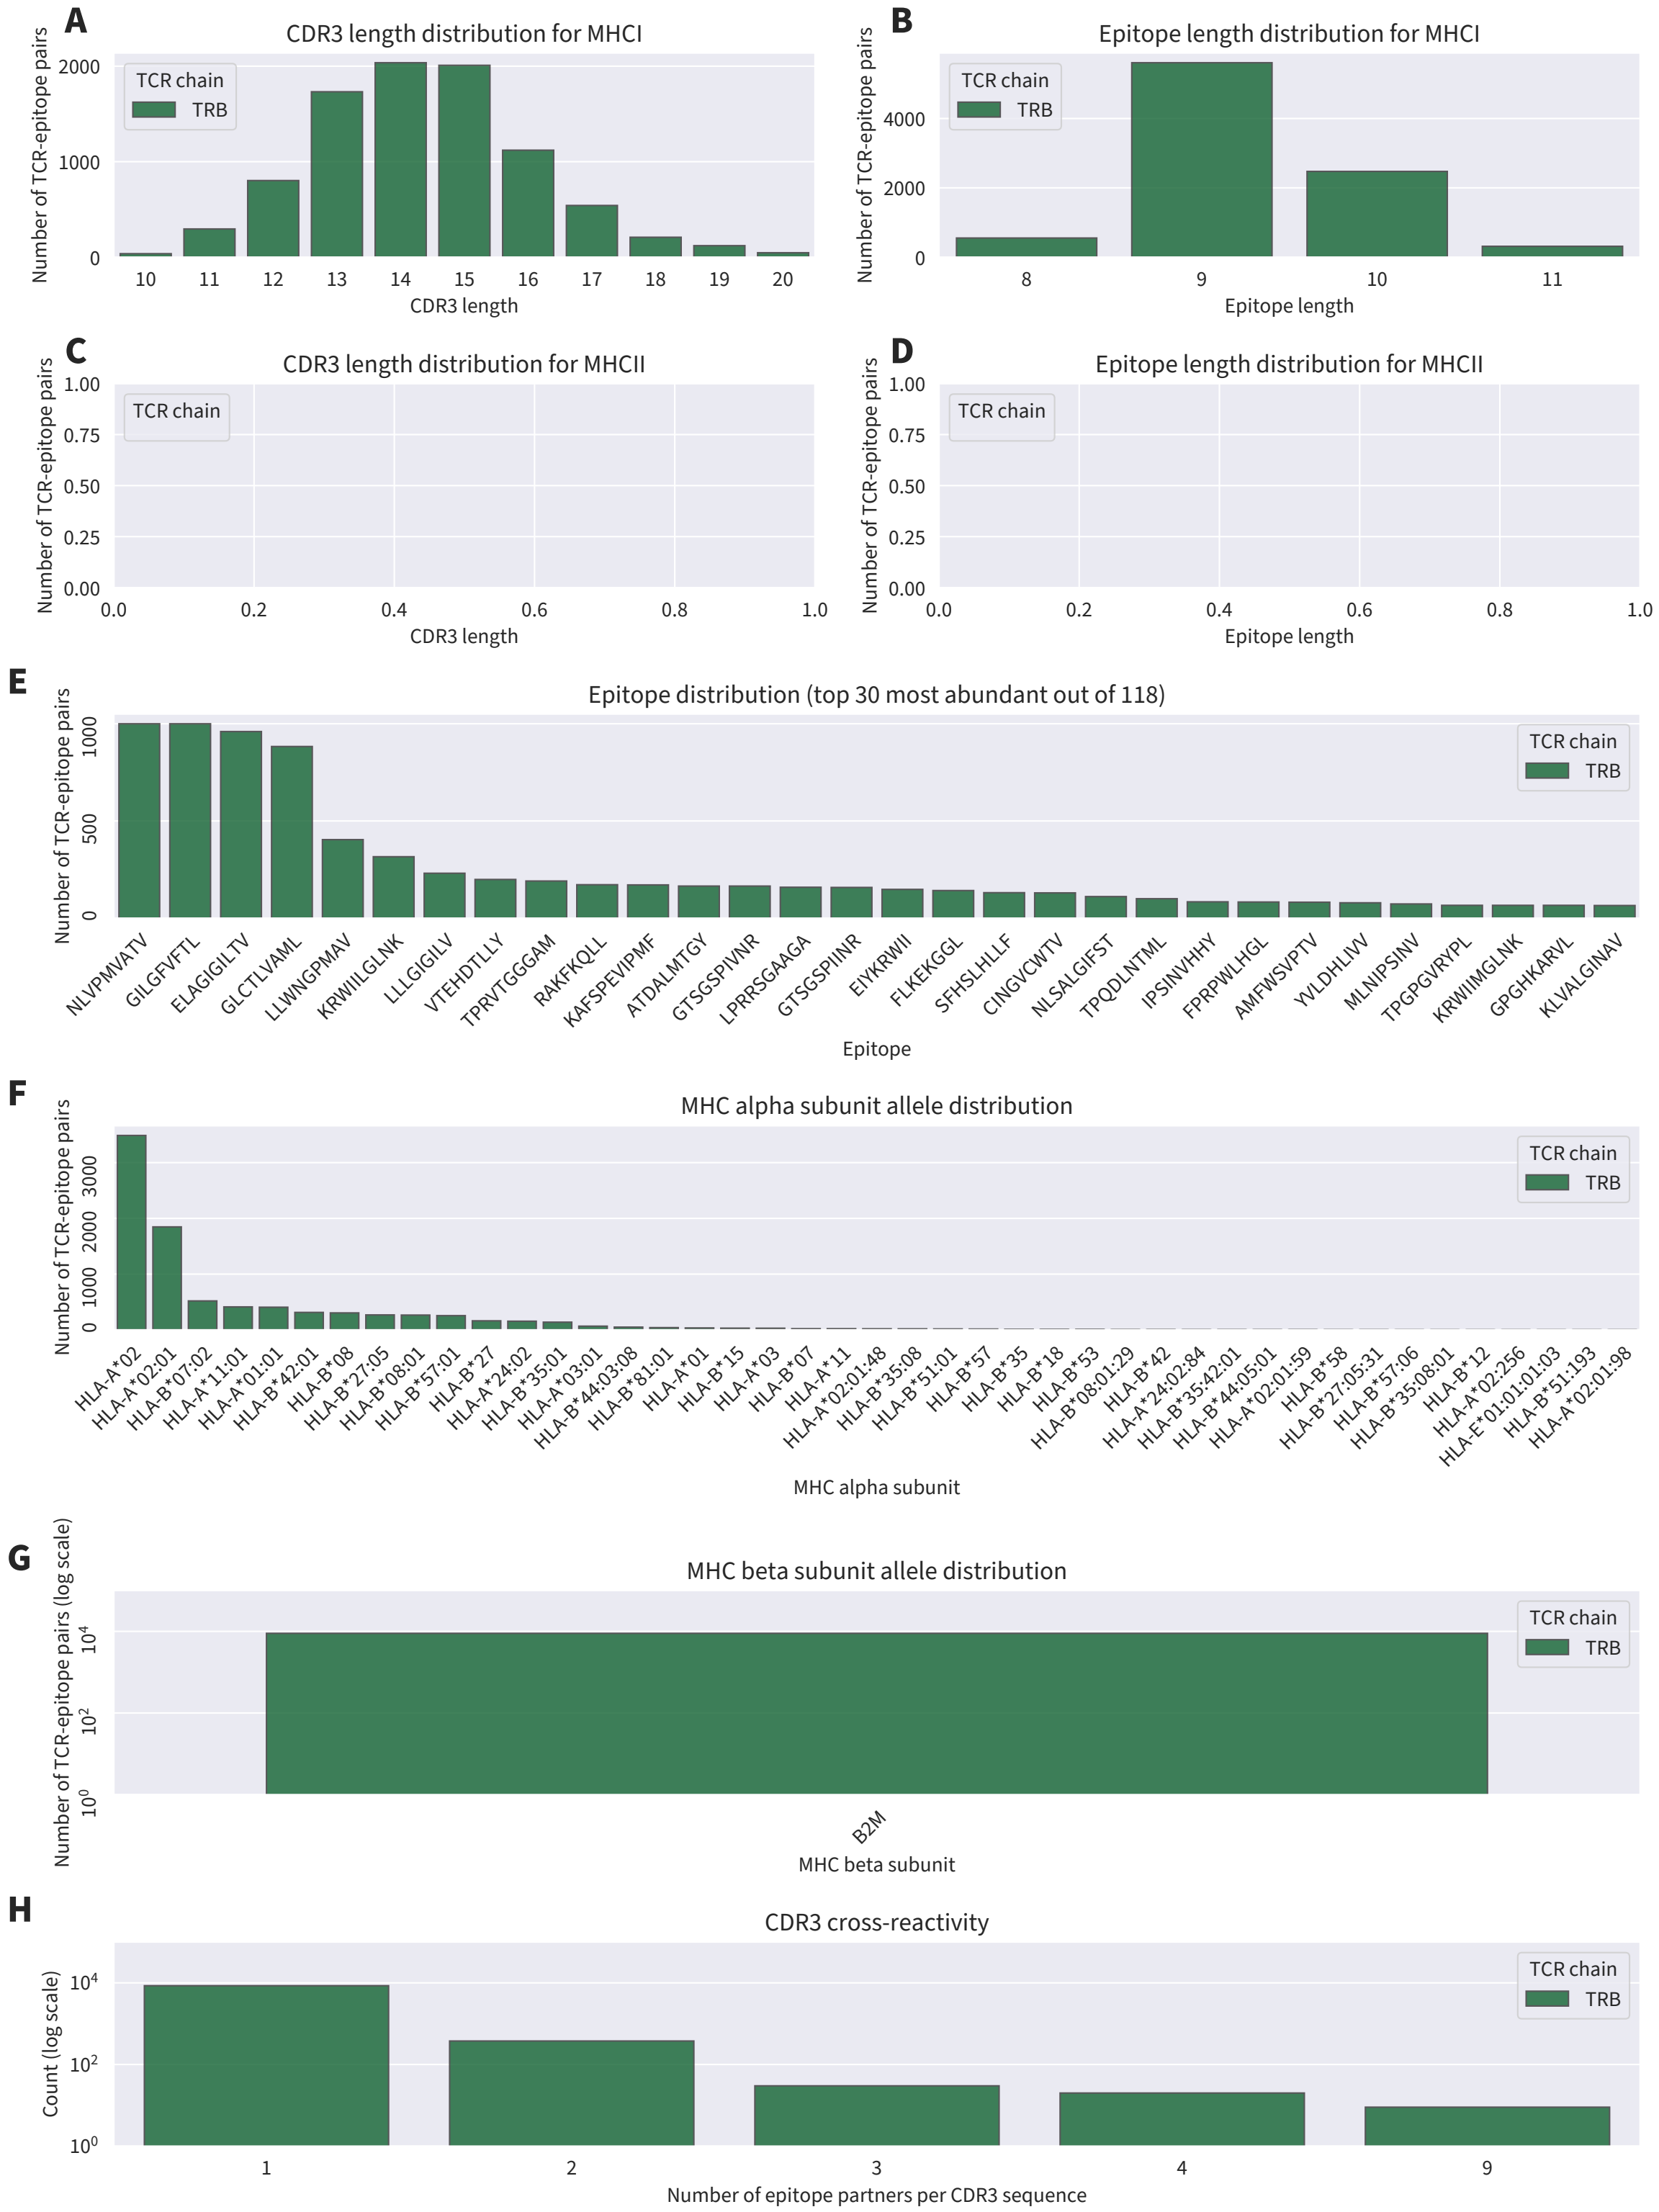 A
CDR3 length distribution for MHCI
Number of TCR-epitope pairs
2000
1000
0
TCR chain
TRB
10 11 12 13 14 15 16 17 18 19 20
CDR3 length
B
Epitope length distribution for MHCI
Number of TCR-epitope pairs
4000
2000
0
TCR chain
TRB
8 9 10 11
Epitope length
C
CDR3 length distribution for MHCII
Number of TCR-epitope pairs
1.00
0.75
0.50
0.25
0.00
TCR chain
0.0 0.2 0.4 0.6 0.8 1.0
CDR3 length
D
Epitope length distribution for MHCII
Number of TCR-epitope pairs
1.00
0.75
0.50
0.25
0.00
TCR chain
0.0 0.2 0.4 0.6 0.8 1.0
Epitope length
E
Epitope distribution (top 30 most abundant out of 118)
Number of TCR-epitope pairs
1000
500
0
TCR chain
TRB
NLVPMVATV
GILGFVFTL
ELAGIGILTV
GLCTLVAML
LLWNGPMAV
KRWIILGLNK
LLLGIGILV
VTEHDTLLY
TPRVTGGGAM
RAKFKQLL
KAFSPEVIPMF
ATDALMTGY
GTSGSPIVNR
LPRRSGAAGA
GTSGSPIINR
EIYKRWII
FLKEKGGL
SFHSLHLLF
CINGVCWTV
NLSALGIFST
TPQDLNTML
IPSINVHHY
FPRPWLHGL
AMFWSVPTV
YVLDHLIVV
MLNIPSINV
TPGPGVRYPL
KRWIIMGLNK
GPGHKARVL
KLVALGINAV
Epitope
F
MHC alpha subunit allele distribution
Number of TCR-epitope pairs
3000
2000
1000
0
TCR chain
TRB
HLA-A*02
HLA-A*02:01
HLA-B*07:02
HLA-A*11:01
HLA-A*01:01
HLA-B*42:01
HLA-B*08
HLA-B*27:05
HLA-B*08:01
HLA-B*57:01
HLA-B*27
HLA-A*24:02
HLA-B*35:01
HLA-A*03:01
HLA-B*44:03:08
HLA-B*81:01
HLA-A*01
HLA-B*15
HLA-A*03
HLA-B*07
HLA-A*11
HLA-A*02:01:48
HLA-B*35:08
HLA-B*51:01
HLA-B*57
HLA-B*35
HLA-B*18
HLA-B*53
HLA-B*08:01:29
HLA-B*42
HLA-A*24:02:84
HLA-B*35:42:01
HLA-B*44:05:01
HLA-A*02:01:59
HLA-B*58
HLA-B*27:05:31
HLA-B*57:06
HLA-B*35:08:01
HLA-B*12
HLA-A*02:256
HLA-E*01:01:01:03
HLA-B*51:193
HLA-A*02:01:98
MHC alpha subunit
G
MHC beta subunit allele distribution
Number of TCR-epitope pairs (log scale)
10^4
10^2
10^0
TCR chain
TRB
B2M
MHC beta subunit
H
CDR3 cross-reactivity
Count (log scale)
10^4
10^2
10^0
TCR chain
TRB
1 2 3 4 9
Number of epitope partners per CDR3 sequence